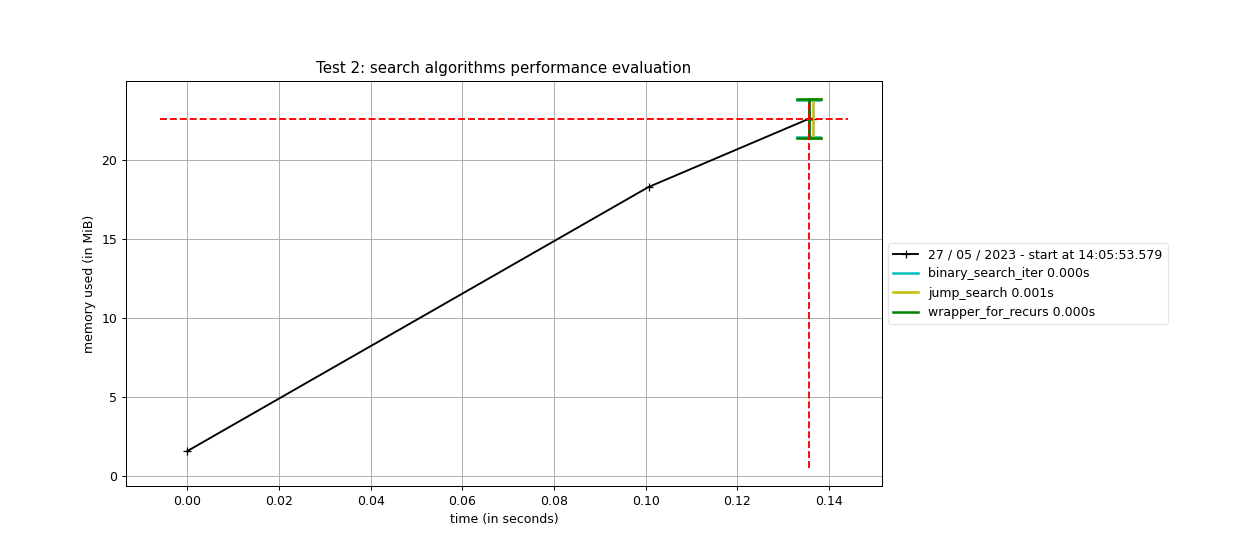 Test 2: search algorithms performance evaluation
memory used (in MiB)
20
15
10
5
0
0.00 0.02 0.04 0.06 0.08 0.10 0.12 0.14
time (in seconds)
27 / 05 / 2023 - start at 14:05:53.579
binary_search_iter 0.000s
jump_search 0.001s
wrapper_for_recurs 0.000s